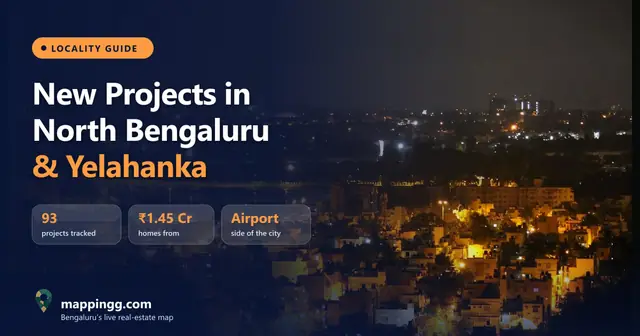 LOCALITY GUIDE
New Projects in
North Bengaluru
& Yelahanka
93
projects tracked
₹1.45 Cr
homes from
Airport
side of the city
mappingg.com
Bengaluru's live real-estate map